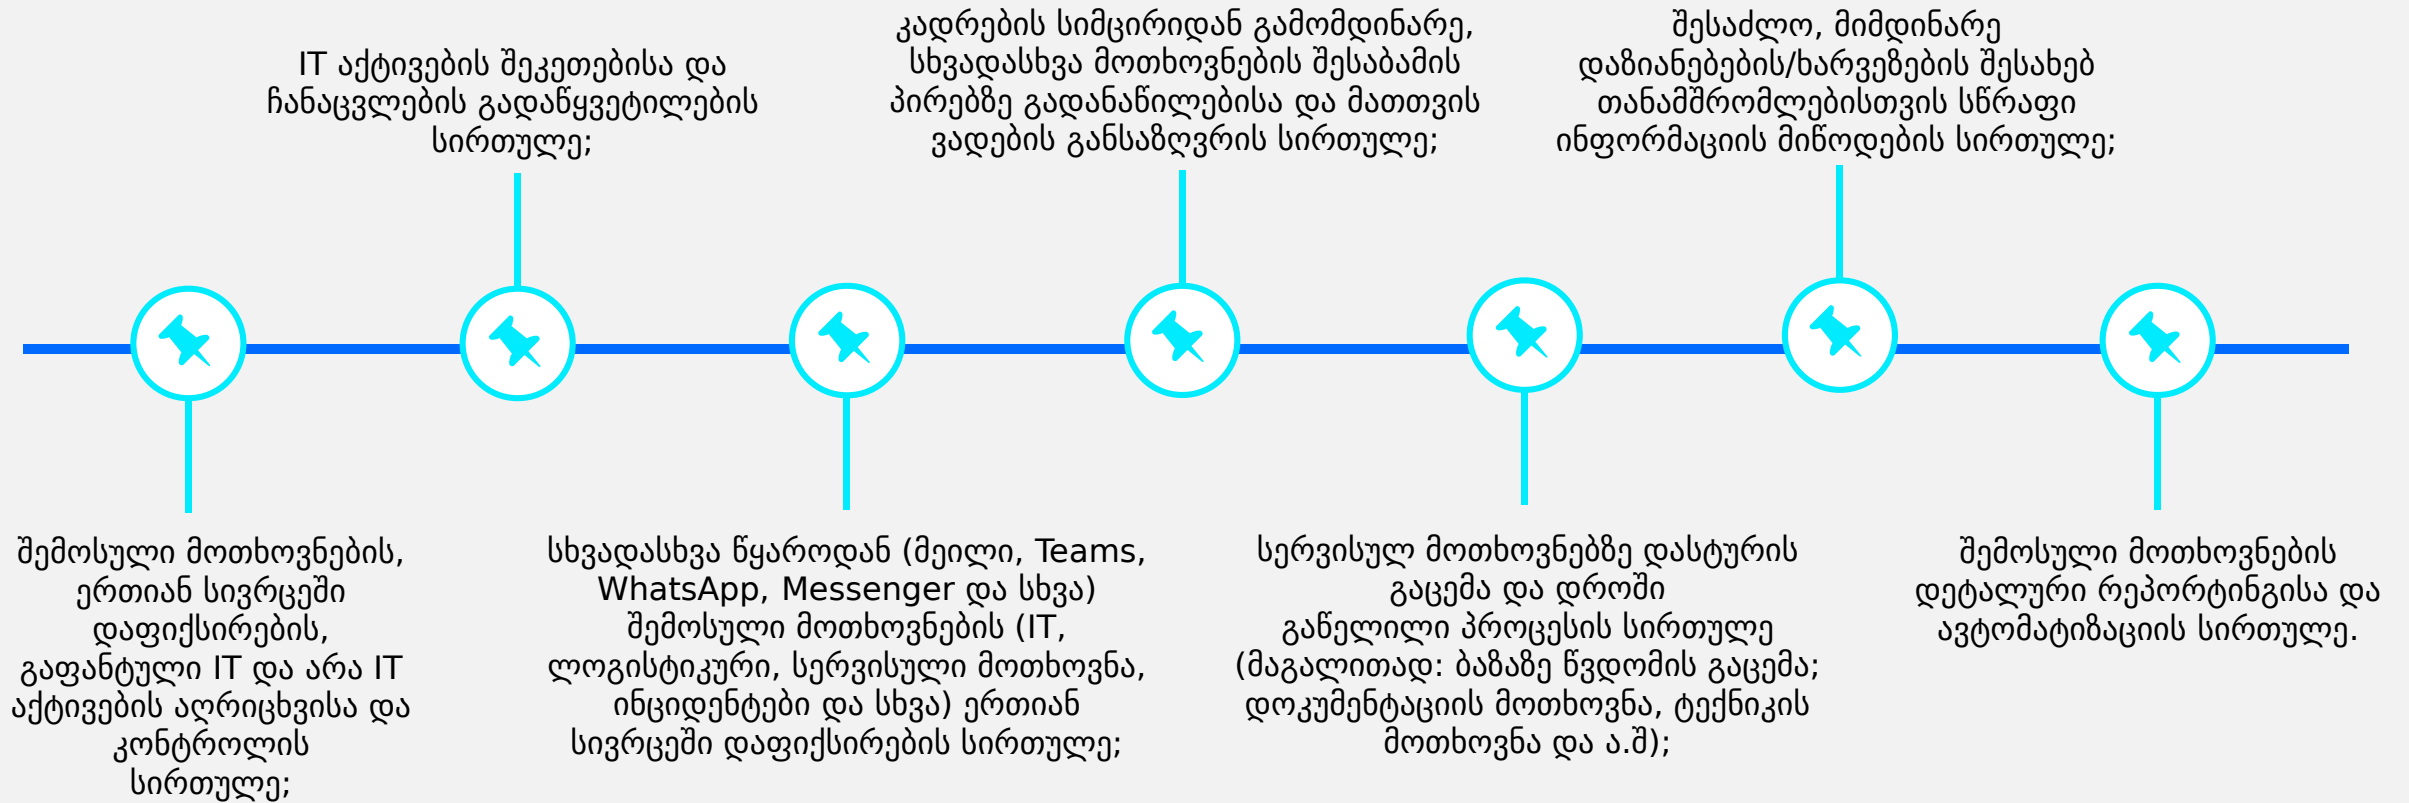 შემოსული მოთხოვნების,
ერთიან სივრცეში
დაფიქსირების,
გაფანტული IT და არა IT
აქტივების აღრიცხვისა და
კონტროლის
სირთულე;
IT აქტივების შეკეთებისა და
ჩანაცვლების გადაწყვეტილების
სირთულე;
სხვადასხვა წყაროდან (მეილი, Teams,
WhatsApp, Messenger და სხვა)
შემოსული მოთხოვნების (IT,
ლოგისტიკური, სერვისული მოთხოვნა,
ინციდენტები და სხვა) ერთიან
სივრცეში დაფიქსირების სირთულე;
კადრების სიმცირიდან გამომდინარე,
სხვადასხვა მოთხოვნების შესაბამის
პირებზე გადანაწილებისა და მათთვის
ვადების განსაზღვრის სირთულე;
სერვისულ მოთხოვნებზე დასტურის
გაცემა და დროში
გაწელილი პროცესის სირთულე
(მაგალითად: ბაზაზე წვდომის გაცემა;
დოკუმენტაციის მოთხოვნა, ტექნიკის
მოთხოვნა და ა.შ);
შესაძლო, მიმდინარე
დაზიანებების/ხარვეზების შესახებ
თანამშრომლებისთვის სწრაფი
ინფორმაციის მიწოდების სირთულე;
შემოსული მოთხოვნების
დეტალური რეპორტინგისა და
ავტომატიზაციის სირთულე.